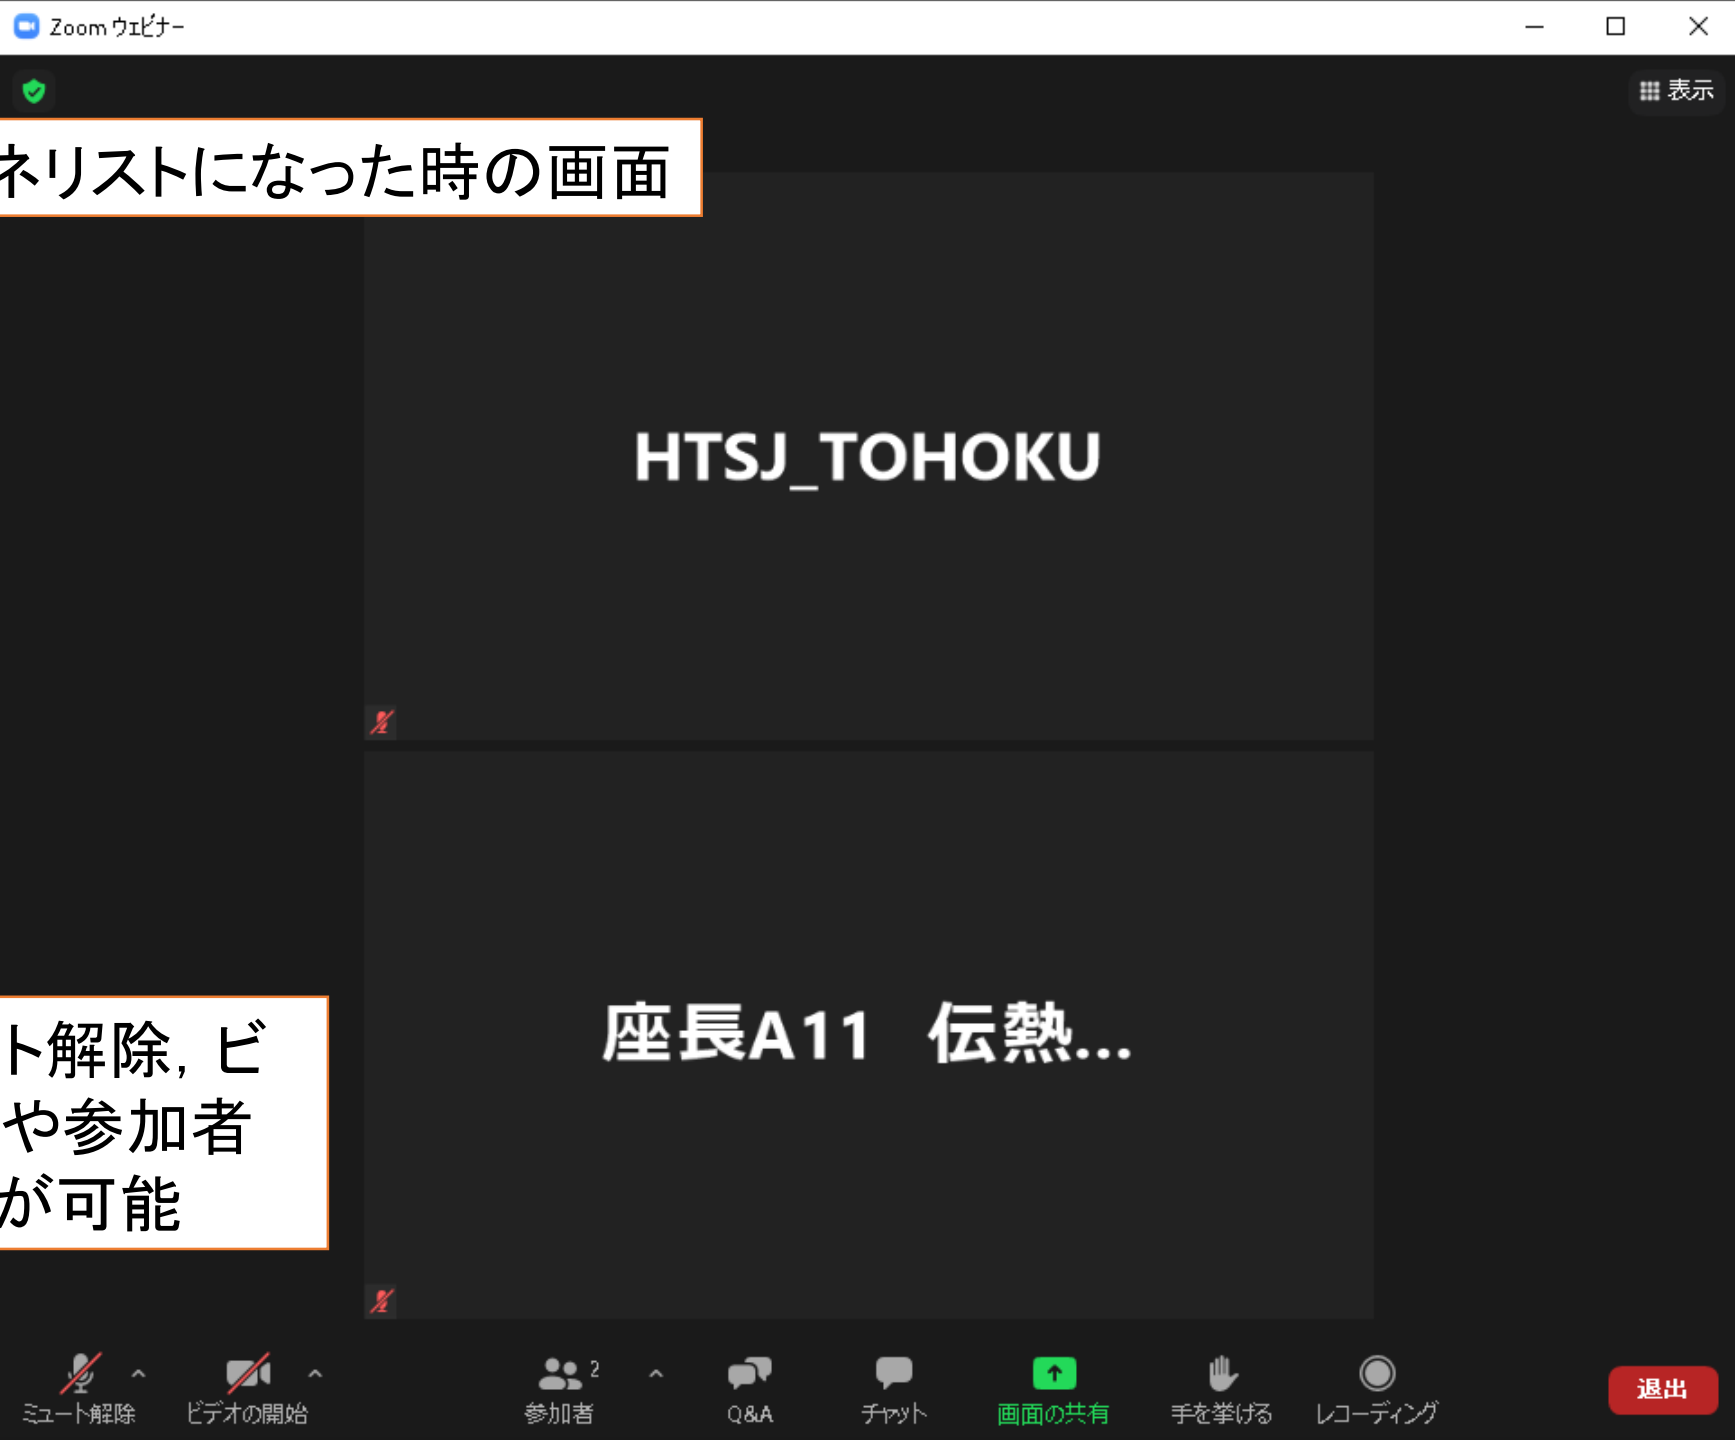 Zoom ウェビナー
表示
ネリストになった時の画面
HTSJ_TOHOKU
座長A11　伝熱...
ト解除, ビ
や参加者
が可能
ミュート解除
ビデオの開始
2
参加者
Q&A
チャット
画面の共有
手を挙げる
レコーディング
退出